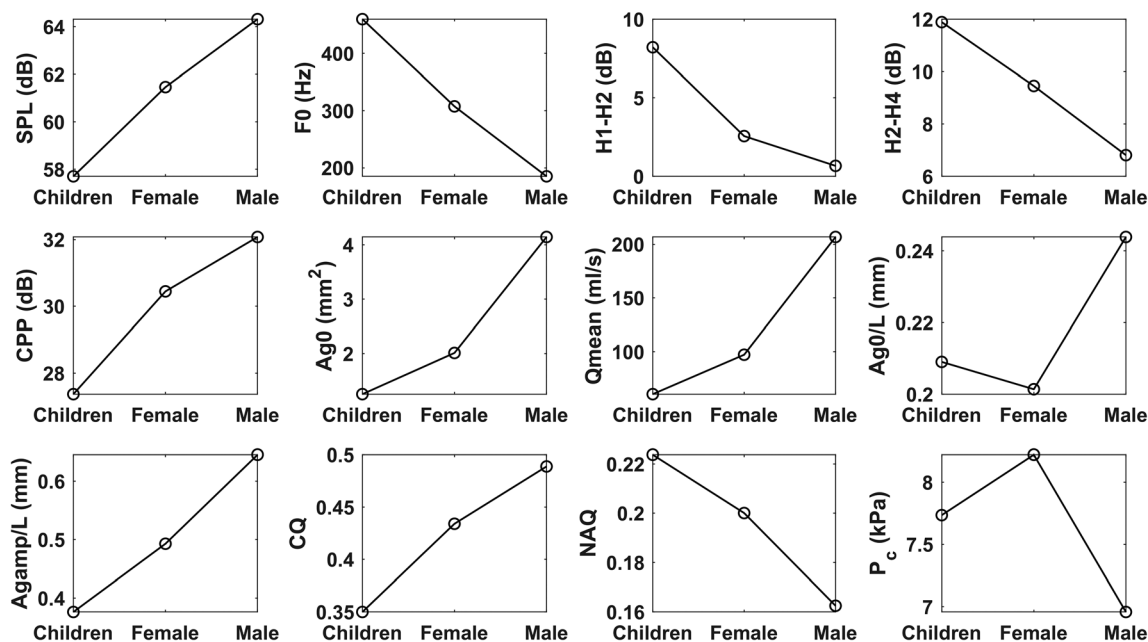 SPL (dB)
64
62
60
58
Children Female Male
F0 (Hz)
400
300
200
Children Female Male
H1-H2 (dB)
10
5
0
Children Female Male
H2-H4 (dB)
12
10
8
6
Children Female Male
CPP (dB)
32
30
28
Children Female Male
Ag0 (mm²)
4
3
2
Children Female Male
Qmean (ml/s)
200
150
100
Children Female Male
Ag0/L (mm)
0.24
0.22
0.2
Children Female Male
Agamp/L (mm)
0.6
0.5
0.4
Children Female Male
CQ
0.5
0.45
0.4
0.35
Children Female Male
NAQ
0.22
0.2
0.18
0.16
Children Female Male
P_c (kPa)
8
7.5
7
Children Female Male